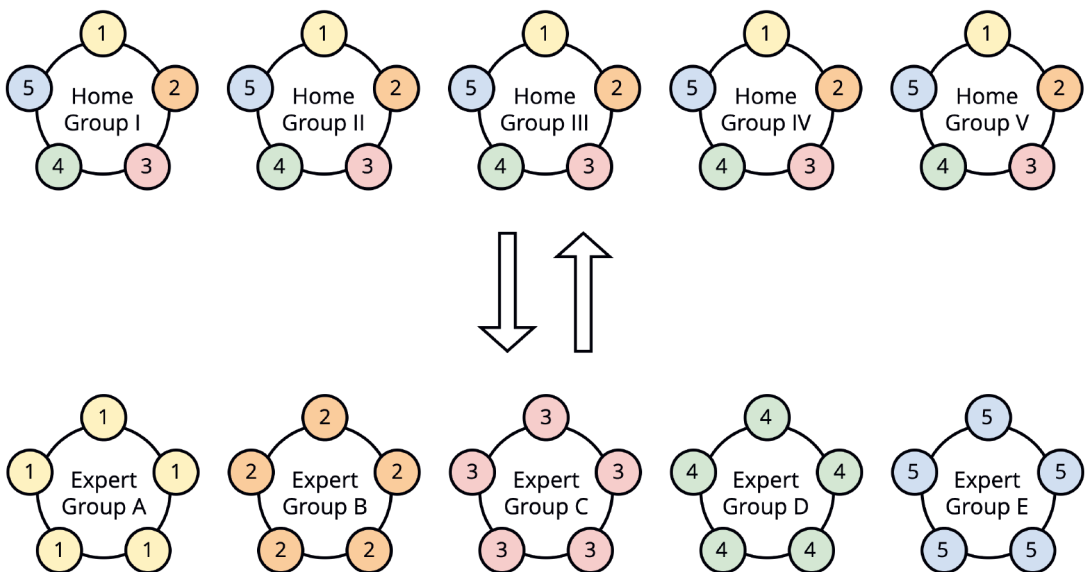 1 1 1 1 1
5 2 5 2 5 2 5 2 5 2
Home Home Home Home Home
Group I Group II Group III Group IV Group V
4 3 4 3 4 3 4 3 4 3
1 2 3 4 5
1 1 2 2 3 3 4 4 5 5
Expert Expert Expert Expert Expert
Group A Group B Group C Group D Group E
1 1 2 2 3 3 4 4 5 5